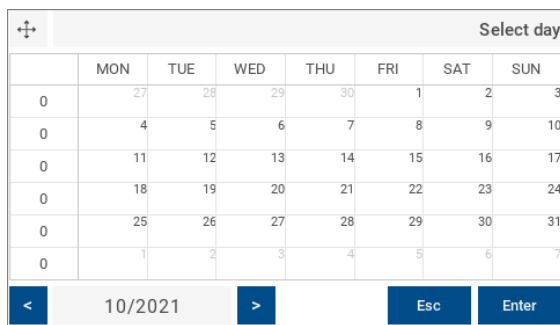 Select day
MON TUE WED THU FRI SAT SUN
0 27 28 29 30 1 2 3
0 4 5 6 7 8 9 10
0 11 12 13 14 15 16 17
0 18 19 20 21 22 23 24
0 25 26 27 28 29 30 31
0 1 2 3 4 5 6 7
< 10/2021 > Esc Enter